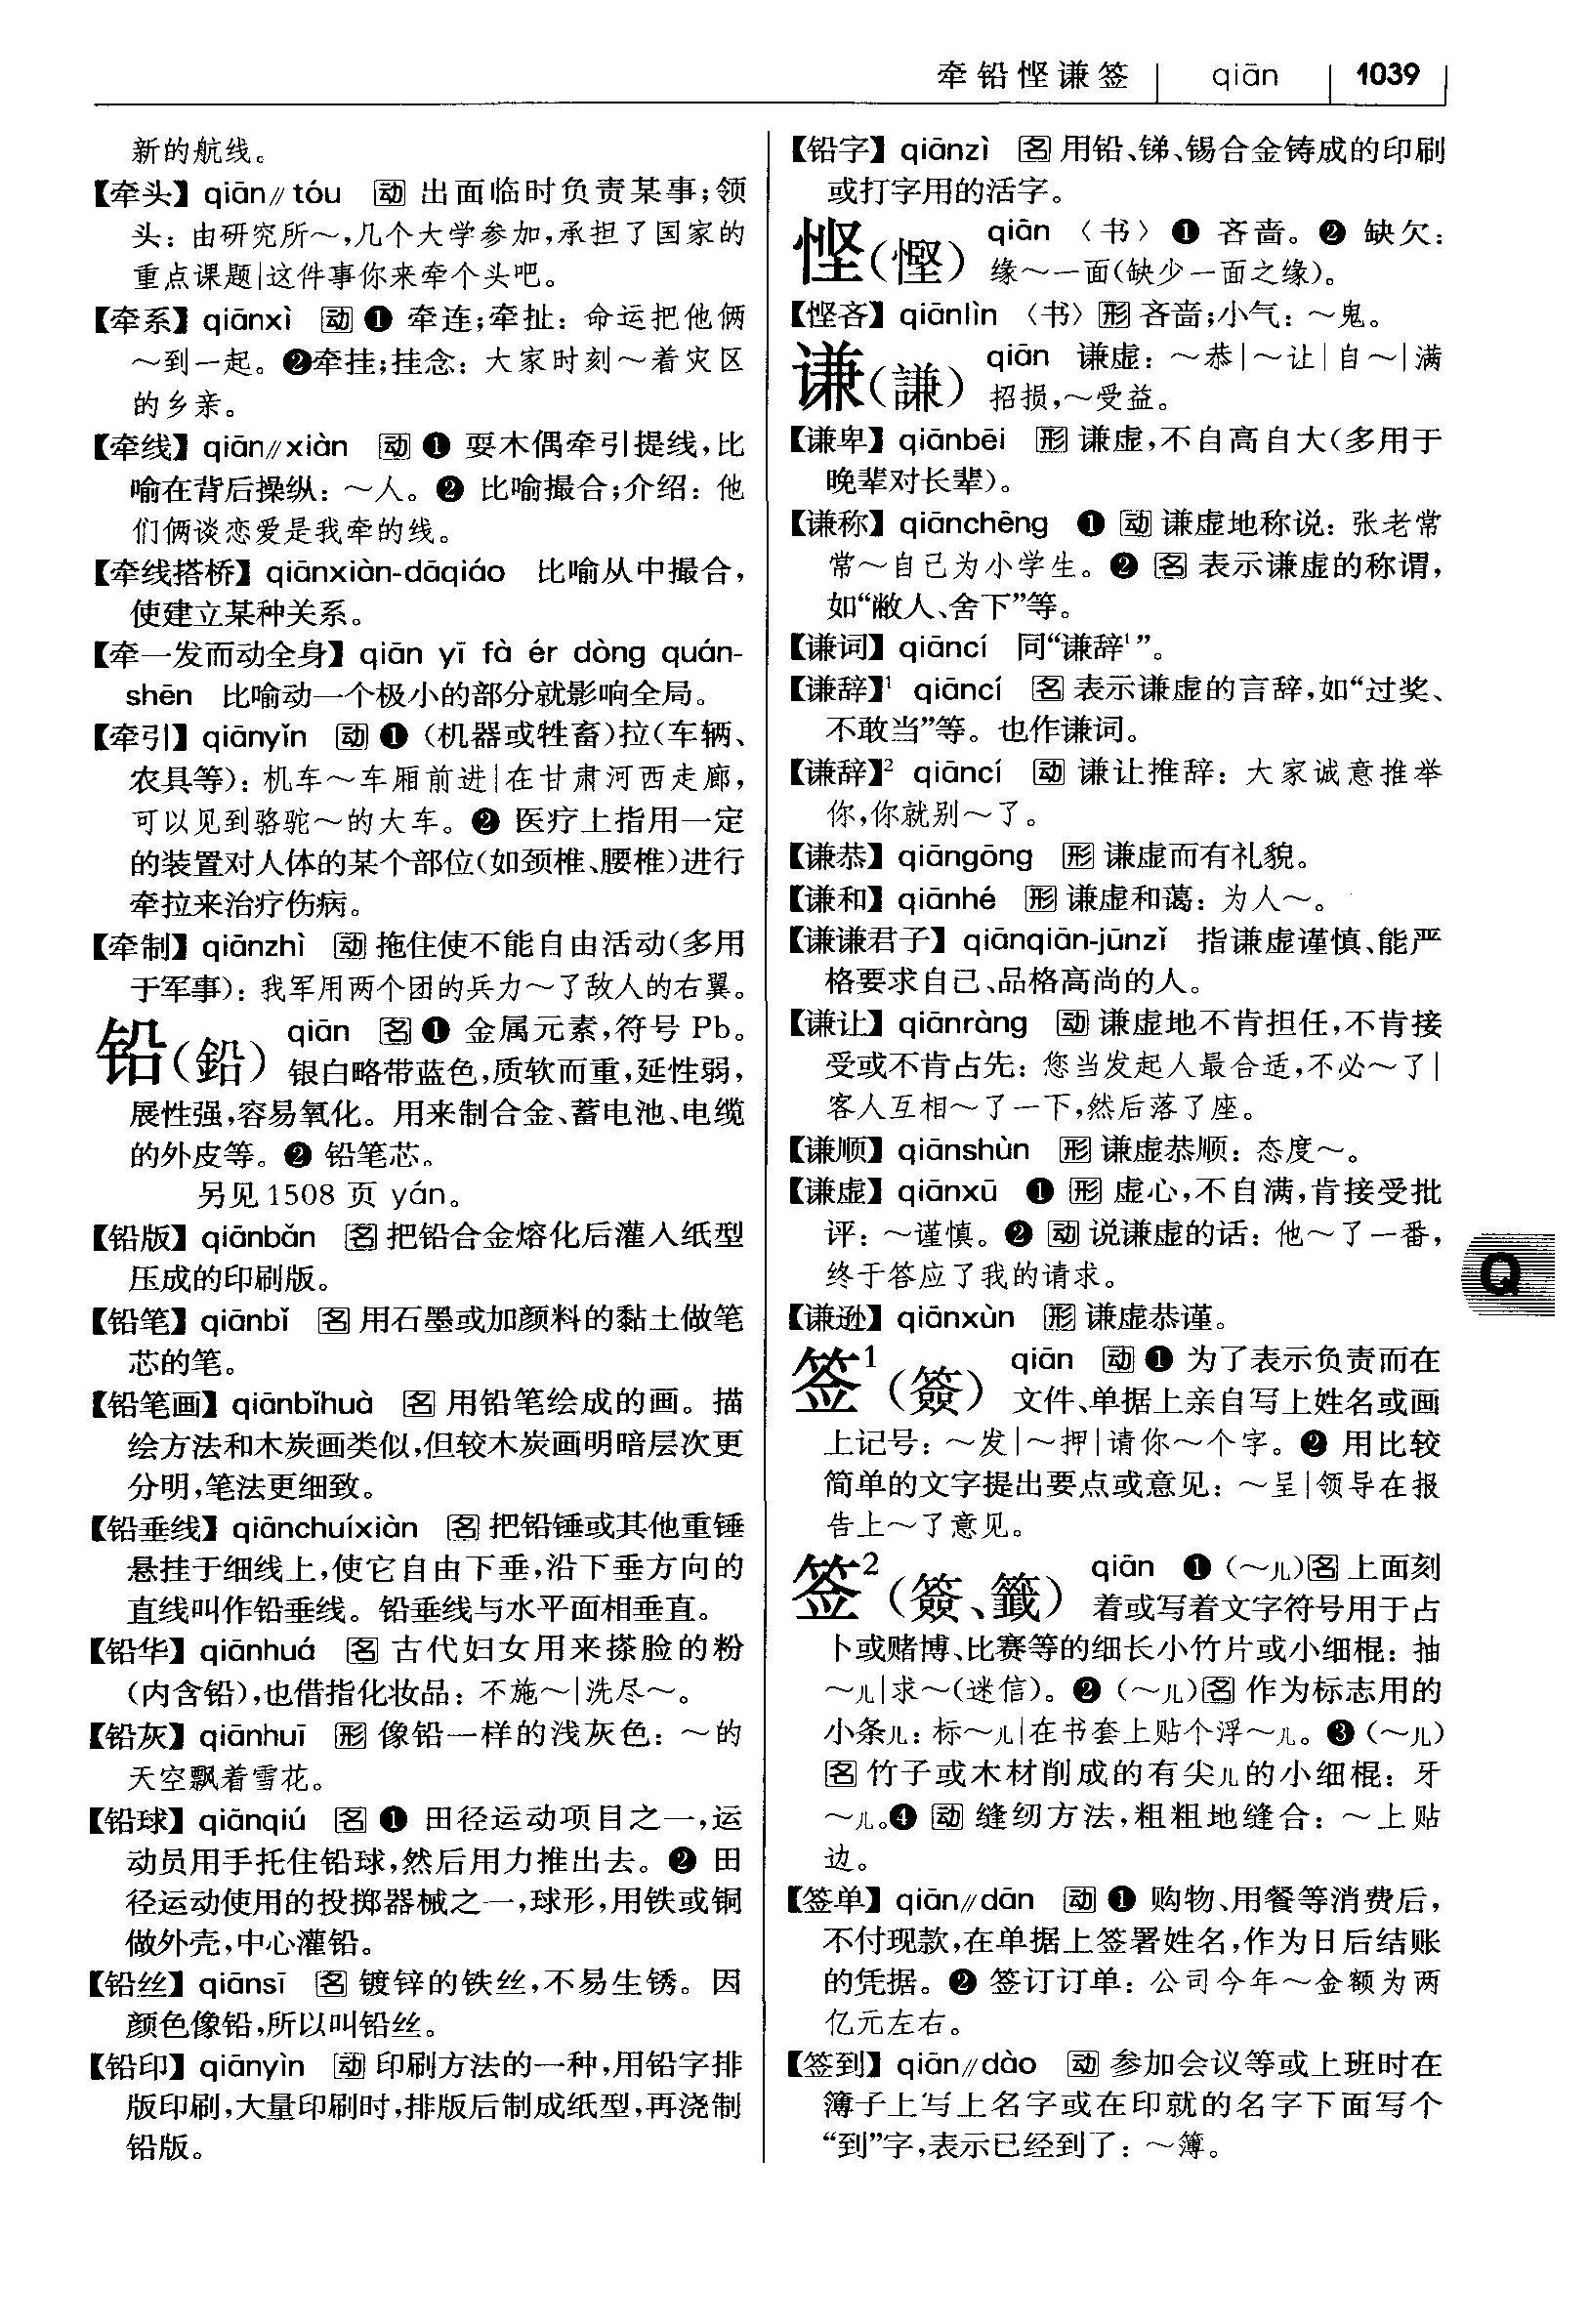 牵铅悭谦签 qiān 1039
新的航线。
【牵头】 qiān∥tóu 动 出面临时负责某事;领
头: 由研究所～,几个大学参加,承担了国家的
重点课题|这件事你来牵个头吧。
【牵系】 qiānxì 动 ❶ 牵连;牵扯: 命运把他俩
～到一起。❷牵挂;挂念: 大家时刻～着灾区
的乡亲。
【牵线】 qiān∥xiàn 动 ❶ 耍木偶牵引提线,比
喻在背后操纵: ～人。❷ 比喻撮合;介绍: 他
们俩谈恋爱是我牵的线。
【牵线搭桥】 qiānxiàn-dāqiáo 比喻从中撮合,
使建立某种关系。
【牵一发而动全身】 qiān yī fà ér dòng quán-
shēn 比喻动一个极小的部分就影响全局。
【牵引】 qiānyǐn 动 ❶ (机器或牲畜)拉(车辆、
农具等): 机车～车厢前进|在甘肃河西走廊,
可以见到骆驼～的大车。❷ 医疗上指用一定
的装置对人体的某个部位(如颈椎、腰椎)进行
牵拉来治疗伤病。
【牵制】 qiānzhì 动 拖住使不能自由活动(多用
于军事): 我军用两个团的兵力～了敌人的右翼。
铅(鉛) qiān 名 ❶ 金属元素,符号 Pb。
银白略带蓝色,质软而重,延性弱,
展性强,容易氧化。用来制合金、蓄电池、电缆
的外皮等。❷ 铅笔芯。
另见 1508 页 yán。
【铅版】 qiānbǎn 名 把铅合金熔化后灌入纸型
压成的印刷版。
【铅笔】 qiānbǐ 名 用石墨或加颜料的黏土做笔
芯的笔。
【铅笔画】 qiānbǐhuà 名 用铅笔绘成的画。描
绘方法和木炭画类似,但较木炭画明暗层次更
分明,笔法更细致。
【铅垂线】 qiānchuíxiàn 名 把铅锤或其他重锤
悬挂于细线上,使它自由下垂,沿下垂方向的
直线叫作铅垂线。铅垂线与水平面相垂直。
【铅华】 qiānhuá 名 古代妇女用来搽脸的粉
(内含铅),也借指化妆品: 不施～|洗尽～。
【铅灰】 qiānhuī 形 像铅一样的浅灰色: ～的
天空飘着雪花。
【铅球】 qiānqiú 名 ❶ 田径运动项目之一,运
动员用手托住铅球,然后用力推出去。❷ 田
径运动使用的投掷器械之一,球形,用铁或铜
做外壳,中心灌铅。
【铅丝】 qiānsī 名 镀锌的铁丝,不易生锈。因
颜色像铅,所以叫铅丝。
【铅印】 qiānyìn 动 印刷方法的一种,用铅字排
版印刷,大量印刷时,排版后制成纸型,再浇制
铅版。
【铅字】 qiānzì 名 用铅、锑、锡合金铸成的印刷
或打字用的活字。
悭(慳) qiān 〈书〉 ❶ 吝啬。❷ 缺欠:
缘～一面(缺少一面之缘)。
【悭吝】 qiānlìn 〈书〉 形 吝啬;小气: ～鬼。
谦(謙) qiān 谦虚: ～恭|～让|自～|满
招损,～受益。
【谦卑】 qiānbēi 形 谦虚,不自高自大(多用于
晚辈对长辈)。
【谦称】 qiānchēng ❶ 动 谦虚地称说: 张老常
常～自己为小学生。❷ 名 表示谦虚的称谓,
如“敝人、舍下”等。
【谦词】 qiāncí 同“谦辞¹”。
【谦辞】¹ qiāncí 名 表示谦虚的言辞,如“过奖、
不敢当”等。也作谦词。
【谦辞】² qiāncí 动 谦让推辞: 大家诚意推举
你,你就别～了。
【谦恭】 qiāngōng 形 谦虚而有礼貌。
【谦和】 qiānhé 形 谦虚和蔼: 为人～。
【谦谦君子】 qiānqiān-jūnzǐ 指谦虚谨慎、能严
格要求自己、品格高尚的人。
【谦让】 qiānràng 动 谦虚地不肯担任,不肯接
受或不肯占先: 您当发起人最合适,不必～了|
客人互相～了一下,然后落了座。
【谦顺】 qiānshùn 形 谦虚恭顺: 态度～。
【谦虚】 qiānxū ❶ 形 虚心,不自满,肯接受批
评: ～谨慎。❷ 动 说谦虚的话: 他～了一番,
终于答应了我的请求。
【谦逊】 qiānxùn 形 谦虚恭谨。
签¹(簽) qiān 动 ❶ 为了表示负责而在
文件、单据上亲自写上姓名或画
上记号: ～发|～押|请你～个字。❷ 用比较
简单的文字提出要点或意见: ～呈|领导在报
告上～了意见。
签²(簽、籤) qiān ❶ (～儿)名 上面刻
着或写着文字符号用于占
卜或赌博、比赛等的细长小竹片或小细棍: 抽
～儿|求～(迷信)。❷ (～儿)名 作为标志用的
小条儿: 标～儿|在书套上贴个浮～儿。❸ (～儿)
名 竹子或木材削成的有尖儿的小细棍: 牙
～儿。❹ 动 缝纫方法,粗粗地缝合: ～上贴
边。
【签单】 qiān∥dān 动 ❶ 购物、用餐等消费后,
不付现款,在单据上签署姓名,作为日后结账
的凭据。❷ 签订订单: 公司今年～金额为两
亿元左右。
【签到】 qiān∥dào 动 参加会议等或上班时在
簿子上写上名字或在印就的名字下面写个
“到”字,表示已经到了: ～簿。
Q